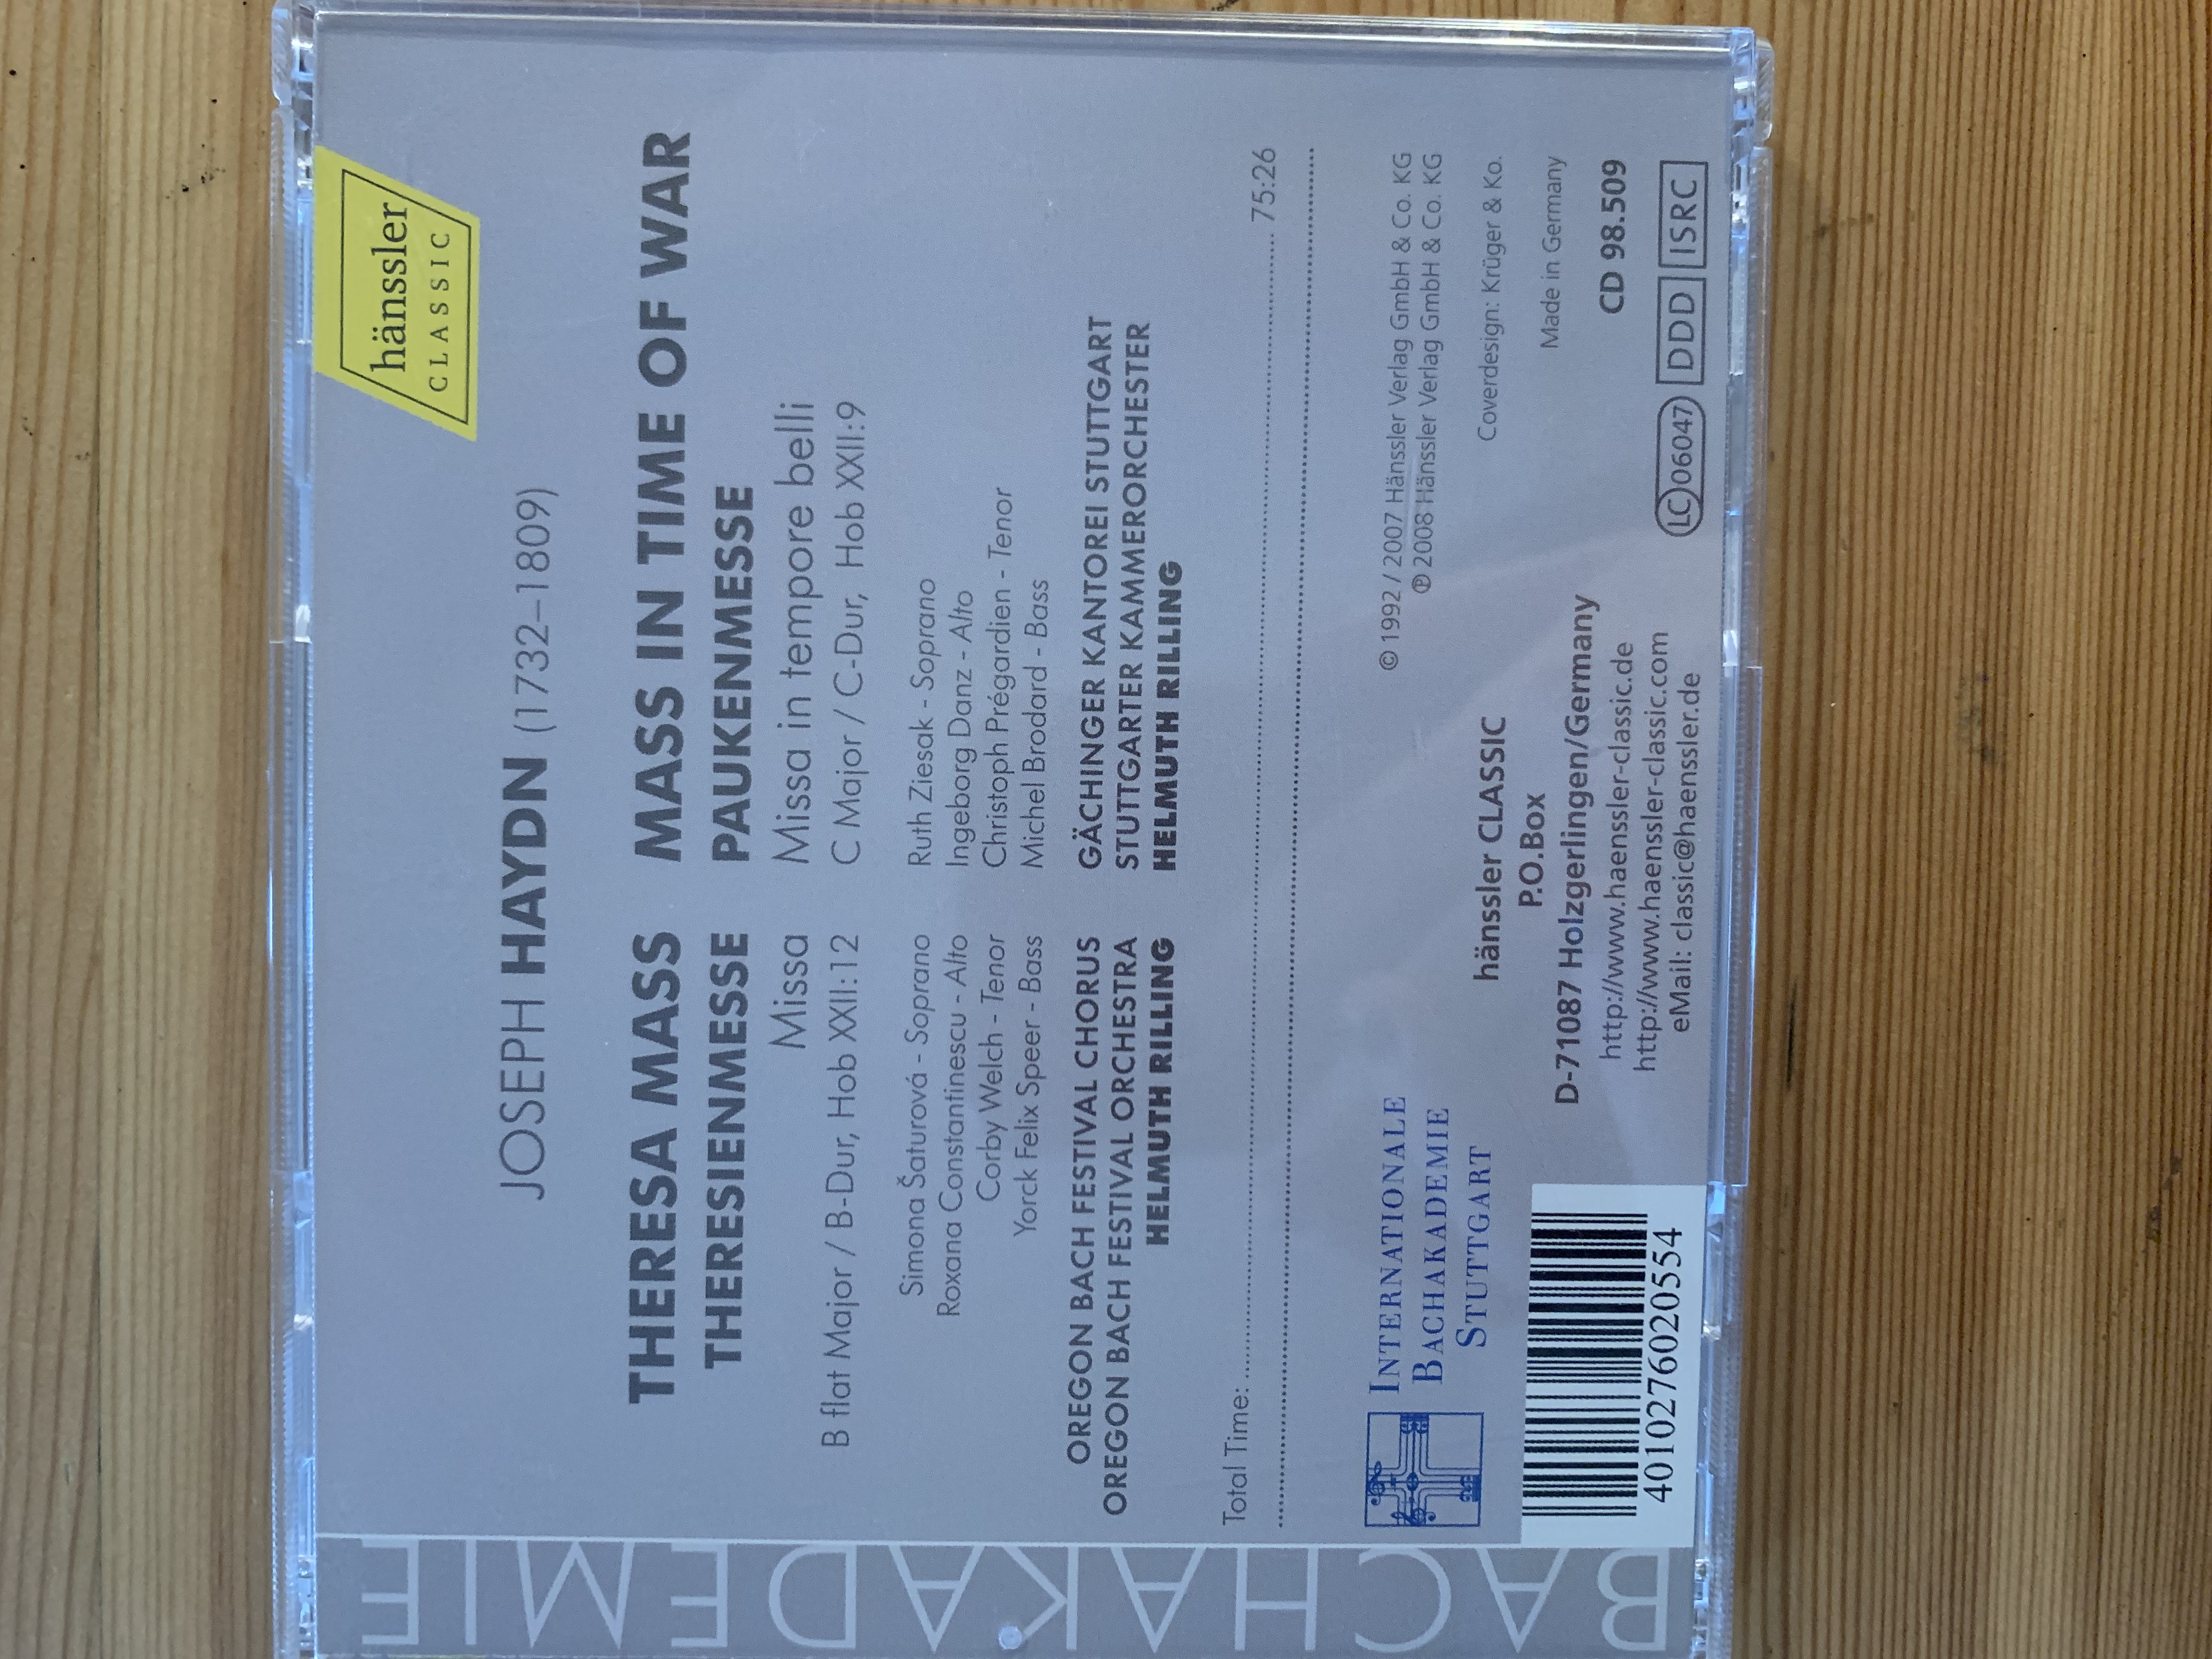 hänssler
CLASSIC
JOSEPH HAYDN (1732–1809)
THERESA MASS
THERESIENMESSE
Missa
B flat Major / B-Dur, Hob XXII:12
Simona Šaturová - Soprano
Roxana Constantinescu - Alto
Corby Welch - Tenor
Yorck Felix Speer - Bass
OREGON BACH FESTIVAL CHORUS
OREGON BACH FESTIVAL ORCHESTRA
HELMUTH RILLING
MASS IN TIME OF WAR
PAUKENMESSE
Missa in tempore belli
C Major / C-Dur, Hob XXII:9
Ruth Ziesak - Soprano
Ingeborg Danz - Alto
Christoph Prégardien - Tenor
Michel Brodard - Bass
GÄCHINGER KANTOREI STUTTGART
STUTTGARTER KAMMERORCHESTER
HELMUTH RILLING
Total Time: 75:26
INTERNATIONALE
BACHAKADEMIE
STUTTGART
4010276020554
hänssler CLASSIC
P.O.Box
D-71087 Holzgerlingen/Germany
http://www.haenssler-classic.de
http://www.haenssler-classic.com
eMail: classic@haenssler.de
© 1992 / 2007 Hänssler Verlag GmbH & Co. KG
℗ 2008 Hänssler Verlag GmbH & Co. KG
Coverdesign: Krüger & Ko.
Made in Germany
CD 98.509
LC 06047 DDD ISRC
BACHAKADEMIE